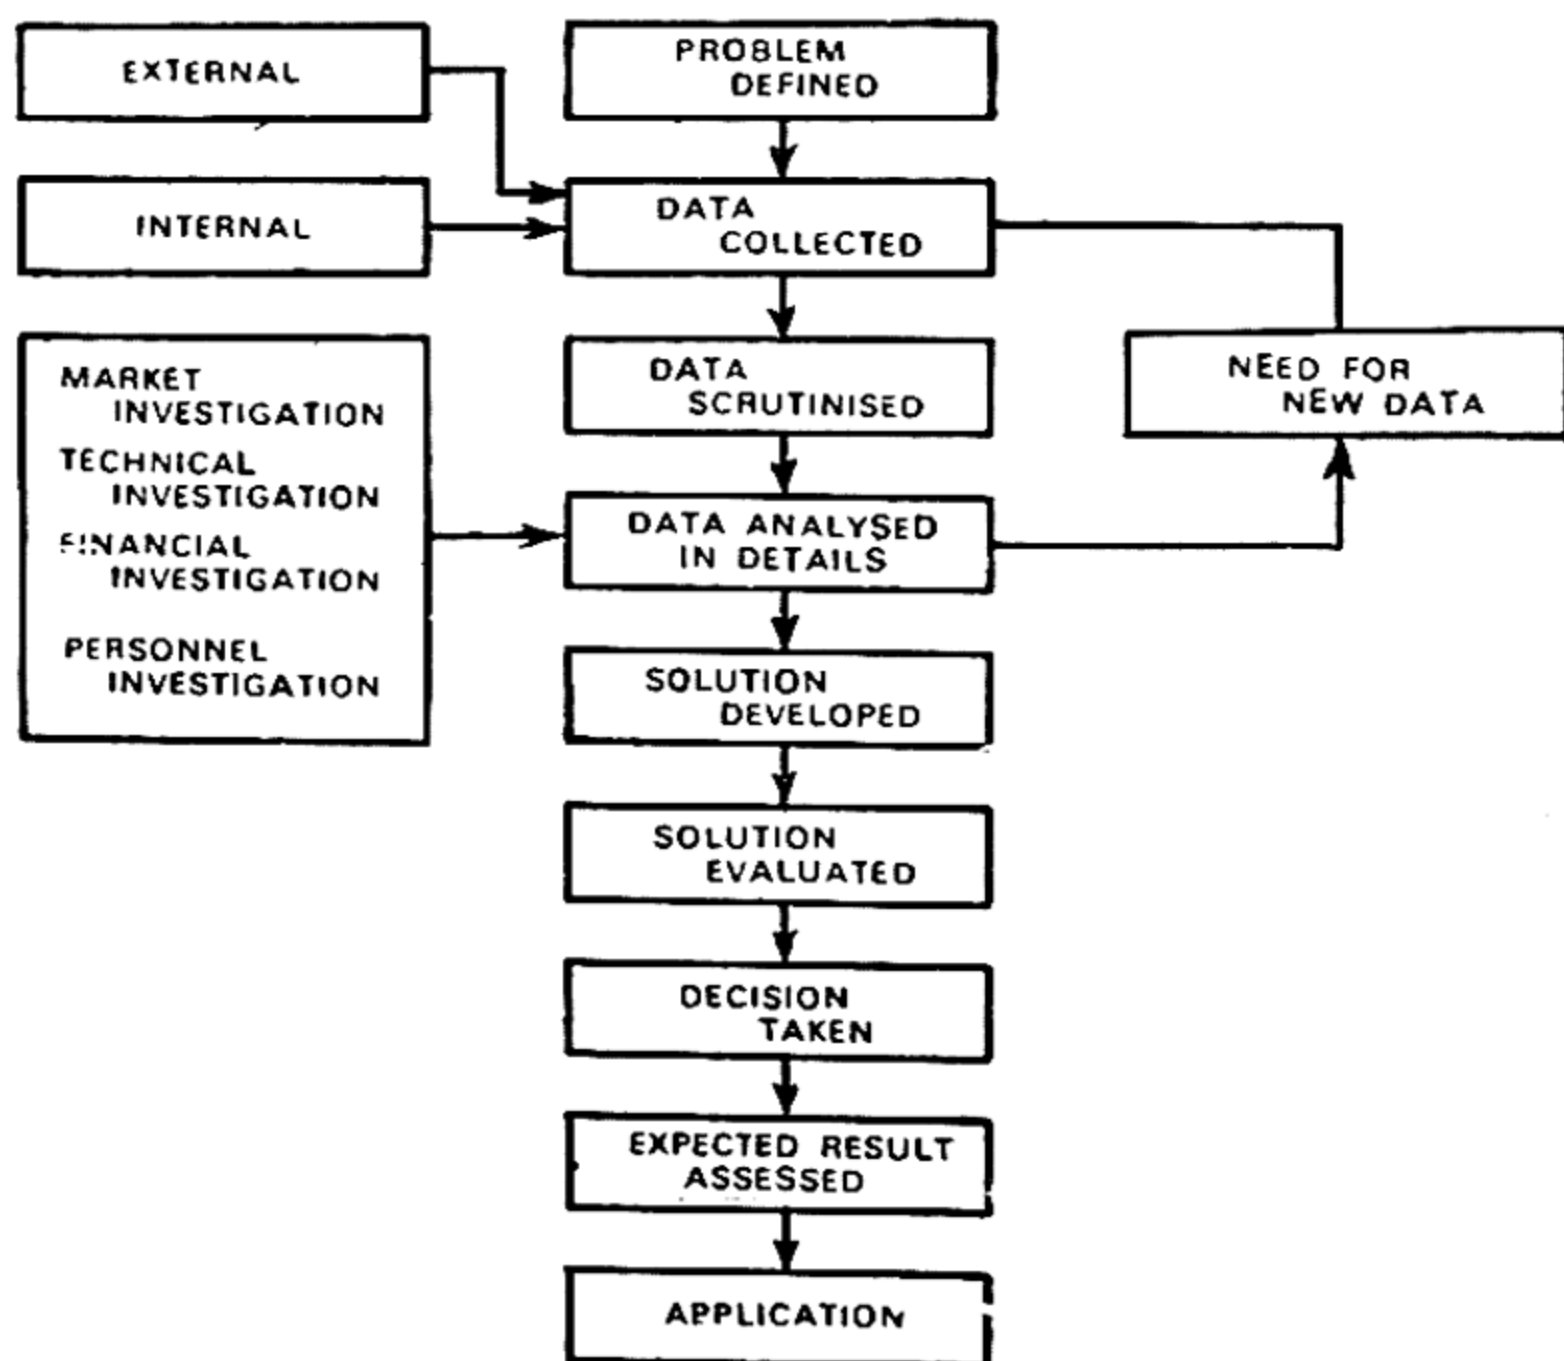 EXTERNAL
PROBLEM
DEFINED
INTERNAL
DATA
COLLECTED
MARKET
INVESTIGATION
TECHNICAL
INVESTIGATION
FINANCIAL
INVESTIGATION
PERSONNEL
INVESTIGATION
DATA
SCRUTINISED
NEED FOR
NEW DATA
DATA ANALYSED
IN DETAILS
SOLUTION
DEVELOPED
SOLUTION
EVALUATED
DECISION
TAKEN
EXPECTED RESULT
ASSESSED
APPLICATION